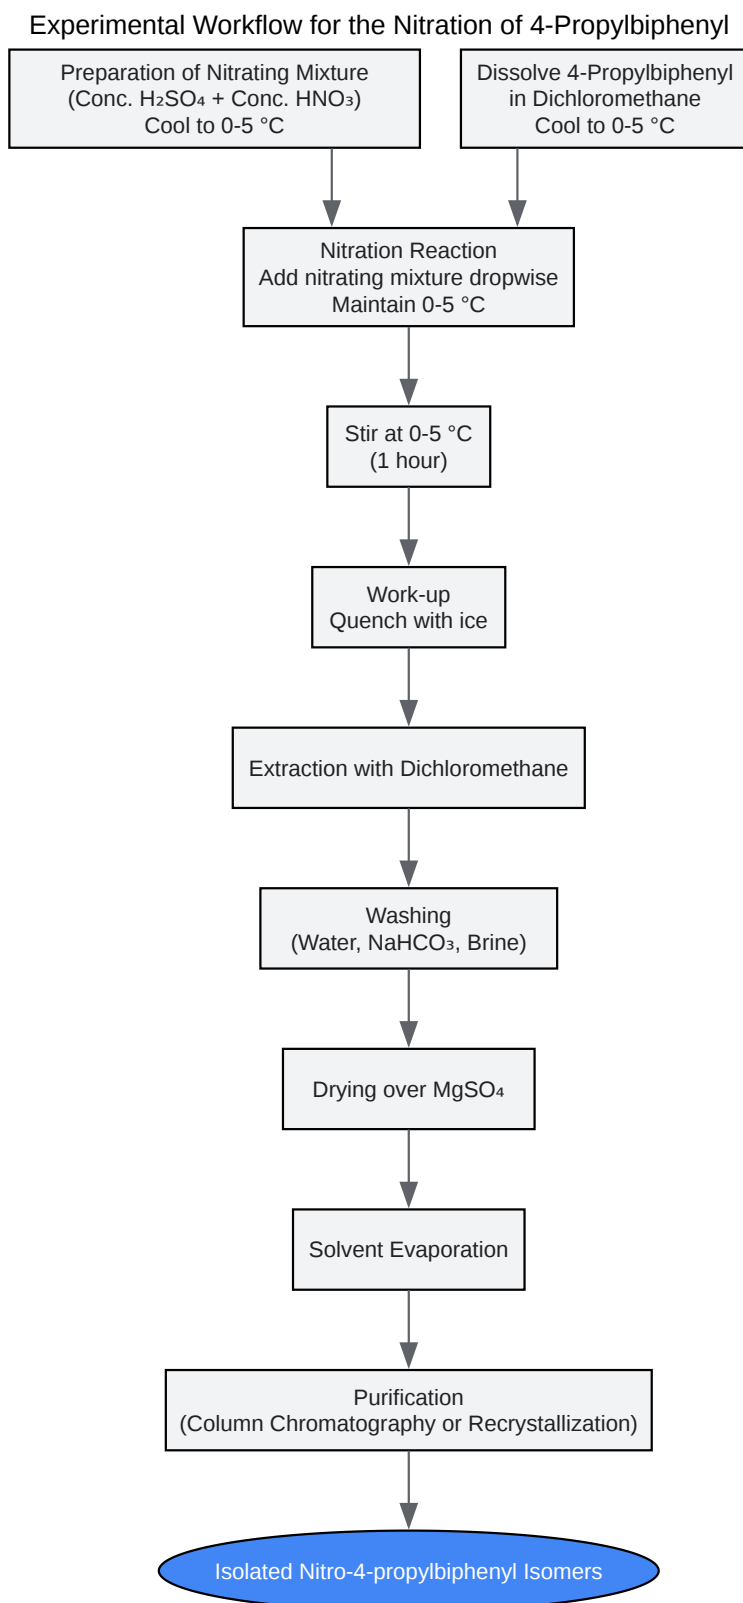 Experimental Workflow for the Nitration of 4-Propylbiphenyl
Preparation of Nitrating Mixture
(Conc. H₂SO₄ + Conc. HNO₃)
Cool to 0-5 °C
Dissolve 4-Propylbiphenyl
in Dichloromethane
Cool to 0-5 °C
Nitration Reaction
Add nitrating mixture dropwise
Maintain 0-5 °C
Stir at 0-5 °C
(1 hour)
Work-up
Quench with ice
Extraction with Dichloromethane
Washing
(Water, NaHCO₃, Brine)
Drying over MgSO₄
Solvent Evaporation
Purification
(Column Chromatography or Recrystallization)
Isolated Nitro-4-propylbiphenyl Isomers